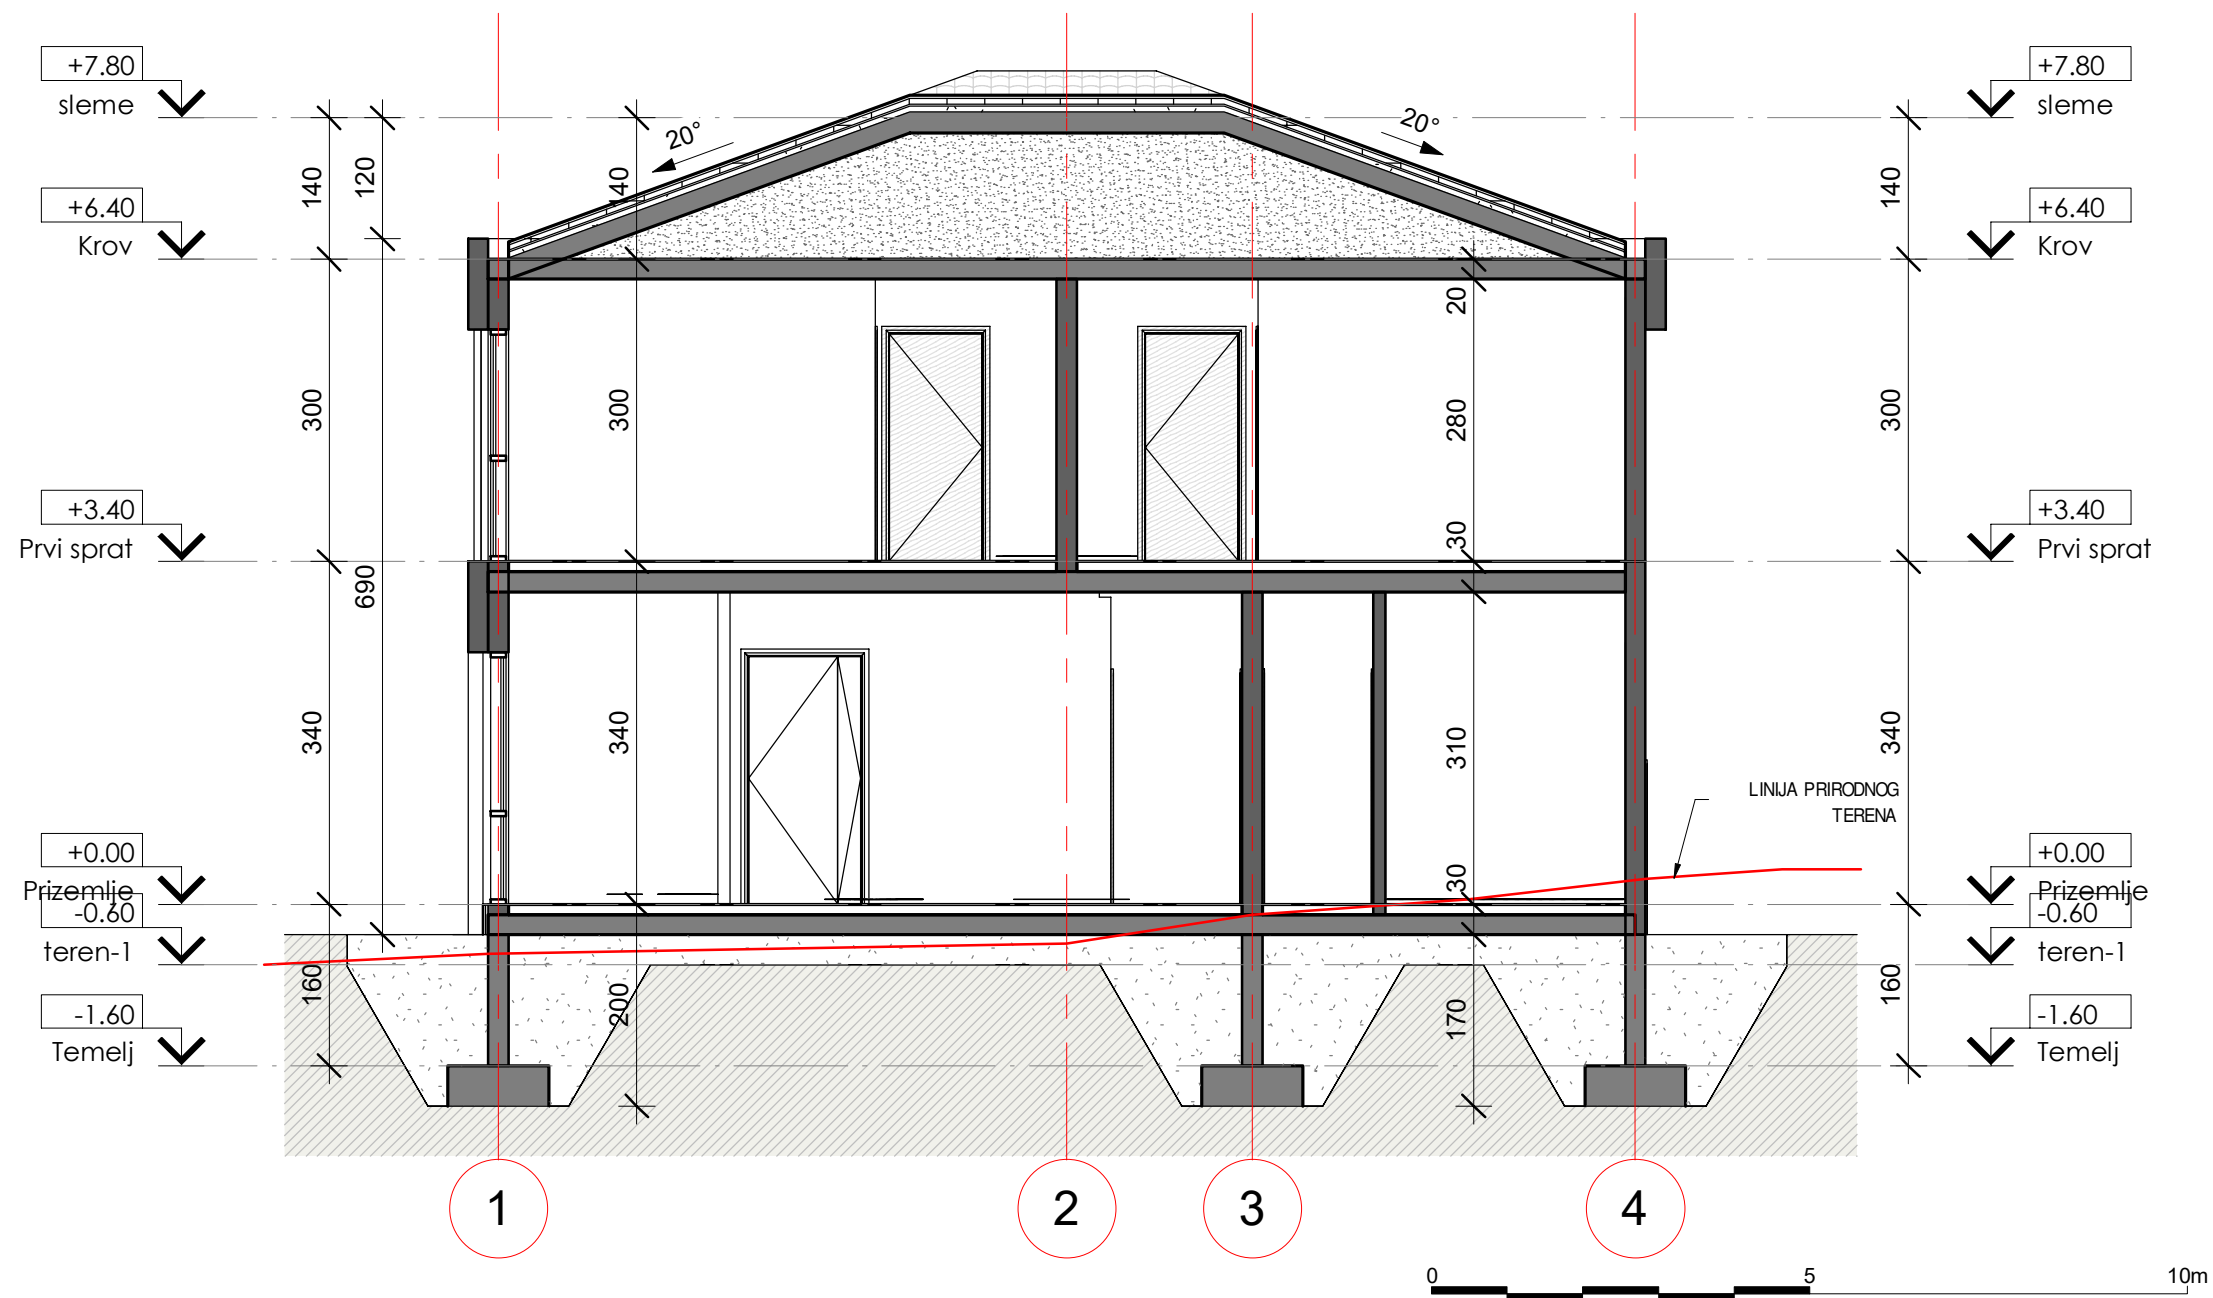 +7.80
sleme
+7.80
sleme
20°
20°
140
120
140
140
+6.40
Krov
+6.40
Krov
20
300
300
280
300
+3.40
Prvi sprat
30
+3.40
Prvi sprat
690
340
340
310
340
LINIJA PRIRODNOG
TERENA
+0.00
Prizemlje
30
+0.00
Prizemlje
-0.60
teren-1
-0.60
teren-1
160
200
170
160
-1.60
Temelj
-1.60
Temelj
1
2
3
4
0
5
10m